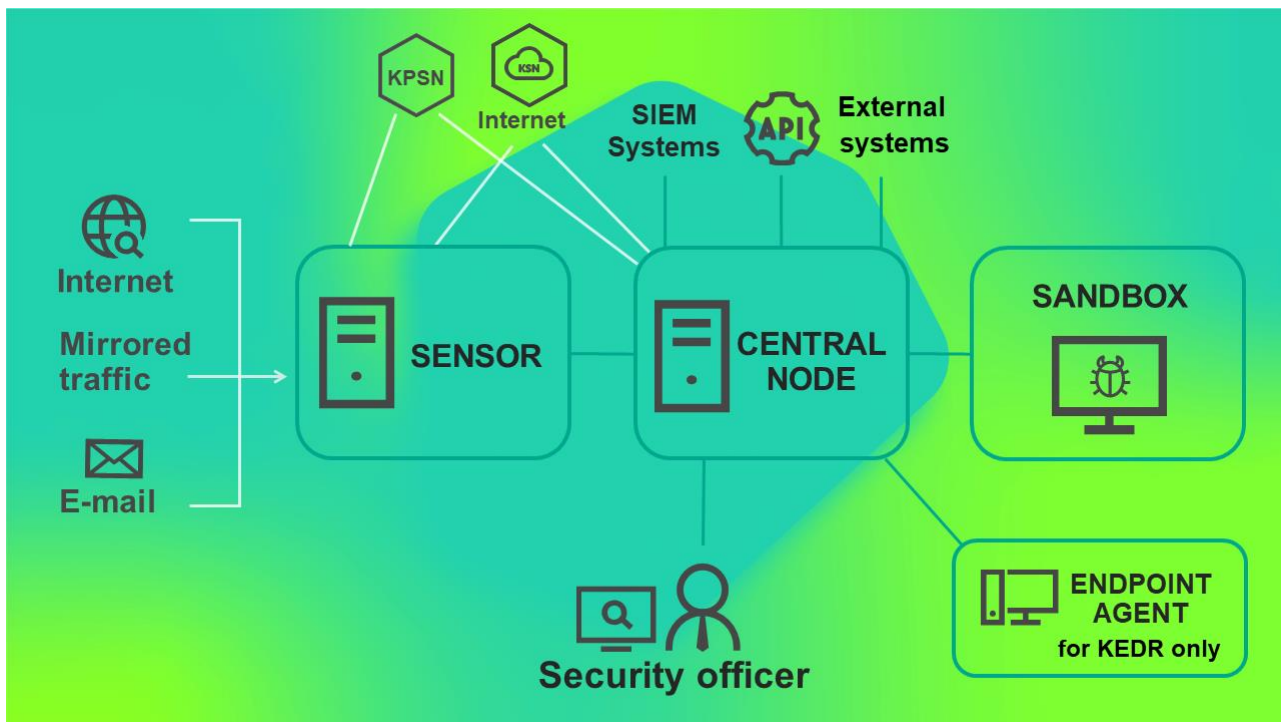 KPSN
KSN
Internet
SIEM
Systems
API
External
systems
Internet
Mirrored
traffic
E-mail
SENSOR
CENTRAL
NODE
SANDBOX
ENDPOINT
AGENT
for KEDR only
Security officer